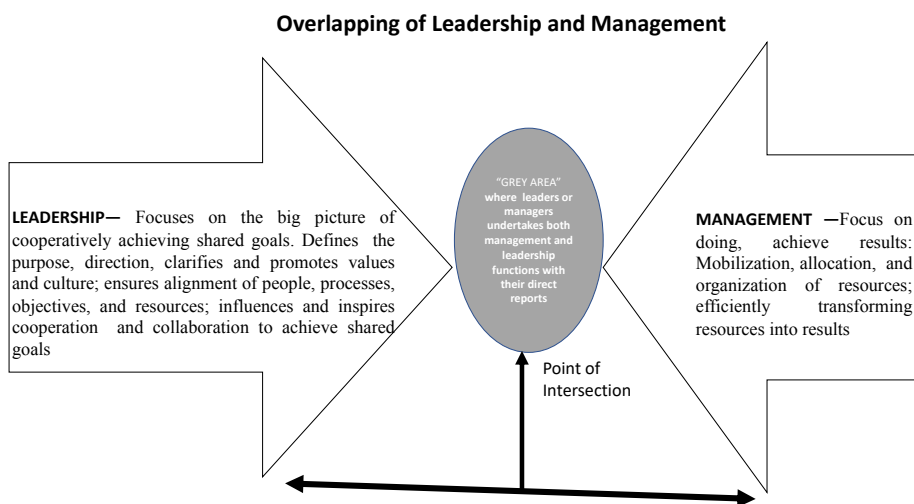 Overlapping of Leadership and Management
LEADERSHIP— Focuses on the big picture of
cooperatively achieving shared goals. Defines the
purpose, direction, clarifies and promotes values
and culture; ensures alignment of people, processes,
objectives, and resources; influences and inspires
cooperation and collaboration to achieve shared
goals
“GREY AREA”
where leaders or
managers
undertakes both
management and
leadership
functions with
their direct
reports
MANAGEMENT —Focus on
doing, achieve results:
Mobilization, allocation, and
organization of resources;
efficiently transforming
resources into results
Point of
Intersection